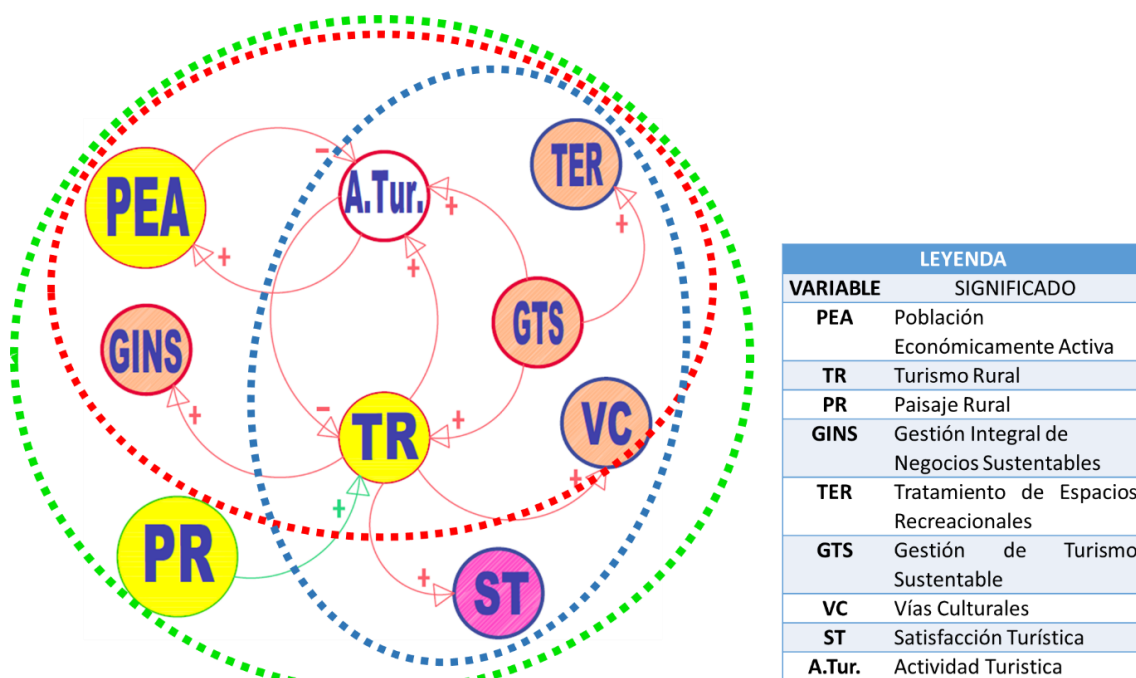 PEA
A.Tur.
TER
GTS
GINS
TR
VC
PR
ST
-
+
+
+
+
-
+
+
+
+
+
LEYENDA
VARIABLE SIGNIFICADO
PEA Población
Económicamente Activa
TR Turismo Rural
PR Paisaje Rural
GINS Gestión Integral de
Negocios Sustentables
TER Tratamiento de Espacios
Recreacionales
GTS Gestión de Turismo
Sustentable
VC Vías Culturales
ST Satisfacción Turística
A.Tur. Actividad Turistica